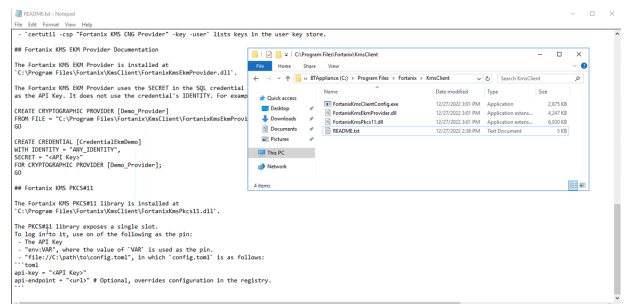 README.txt - Notepad
File Edit Format View Help
- `certutil -csp "Fortanix KMS CNG Provider" -key -user` lists keys in the user key store.
## Fortanix KMS EKM Provider Documentation
The Fortanix KMS EKM Provider is installed at
`C:\Program Files\Fortanix\KmsClient\FortanixKmsEkmProvider.dll`.
The Fortanix KMS EKM Provider uses the SECRET in the SQL credential
as the API Key. It does not use the credential's IDENTITY. For examp
CREATE CRYPTOGRAPHIC PROVIDER [Demo_Provider]
FROM FILE = "C:\Program Files\Fortanix\KmsClient\FortanixKmsEkmProvi
GO
CREATE CREDENTIAL [CredentialEkmDemo]
WITH IDENTITY = "ANY_IDENTITY",
SECRET = "<API Key>"
FOR CRYPTOGRAPHIC PROVIDER [Demo_Provider];
GO
## Fortanix KMS PKCS#11
The Fortanix KMS PKCS#11 library is installed at
`C:\Program Files\Fortanix\KmsClient\FortanixKmsPkcs11.dll`.
The PKCS#11 library exposes a single slot.
To log in to it, use on of the following as the pin:
- The API Key
- "env:VAR", where the value of `VAR` is used as the pin.
- "file://C:\path\to\config.toml", in which `config.toml` is as follows:
```toml
api-key = "<API Key>"
api-endpoint = "<url>" # Optional, overrides configuration in the registry.
```
C:\Program Files\Fortanix\KmsClient
File Home Share View
BTAppliance (C:) > Program Files > Fortanix > KmsClient
Search KmsClient
Name Date modified Type Size
Quick access
Desktop
Downloads
Documents
Pictures
This PC
Network
FortanixKmsClientConfig.exe 12/27/2022 3:01 PM Application 2,875 KB
FortanixKmsEkmProvider.dll 12/27/2022 3:01 PM Application extens... 4,247 KB
FortanixKmsPkcs11.dll 12/27/2022 3:01 PM Application extens... 6,830 KB
README.txt 12/27/2022 2:36 PM Text Document 5 KB
4 items